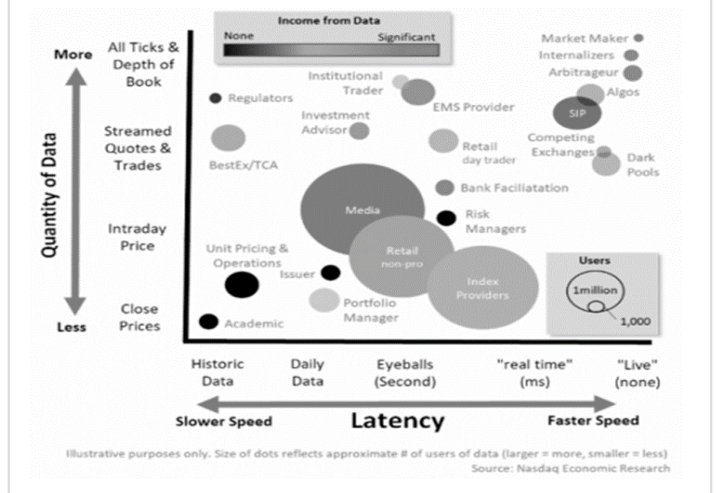 Income from Data
None
Significant
More
All Ticks &
Depth of
Book
Market Maker
Internalizers
Arbitrageur
Algos
SIP
Institutional
Trader
EMS Provider
Regulators
Investment
Advisor
Streamed
Quotes &
Trades
BestEx/TCA
Retail
day trader
Competing
Exchanges
Dark
Pools
Quantity of Data
Bank Faciliatation
Media
Risk
Managers
Intraday
Price
Unit Pricing &
Operations
Issuer
Retail
non-pro
Index
Providers
Users
1million
1,000
Portfolio
Manager
Close
Prices
Less
Academic
Historic
Data
Daily
Data
Eyeballs
(Second)
"real time"
(ms)
"Live"
(none)
Slower Speed
Latency
Faster Speed
Illustrative purposes only. Size of dots reflects approximate # of users of data (larger = more, smaller = less)
Source: Nasdaq Economic Research